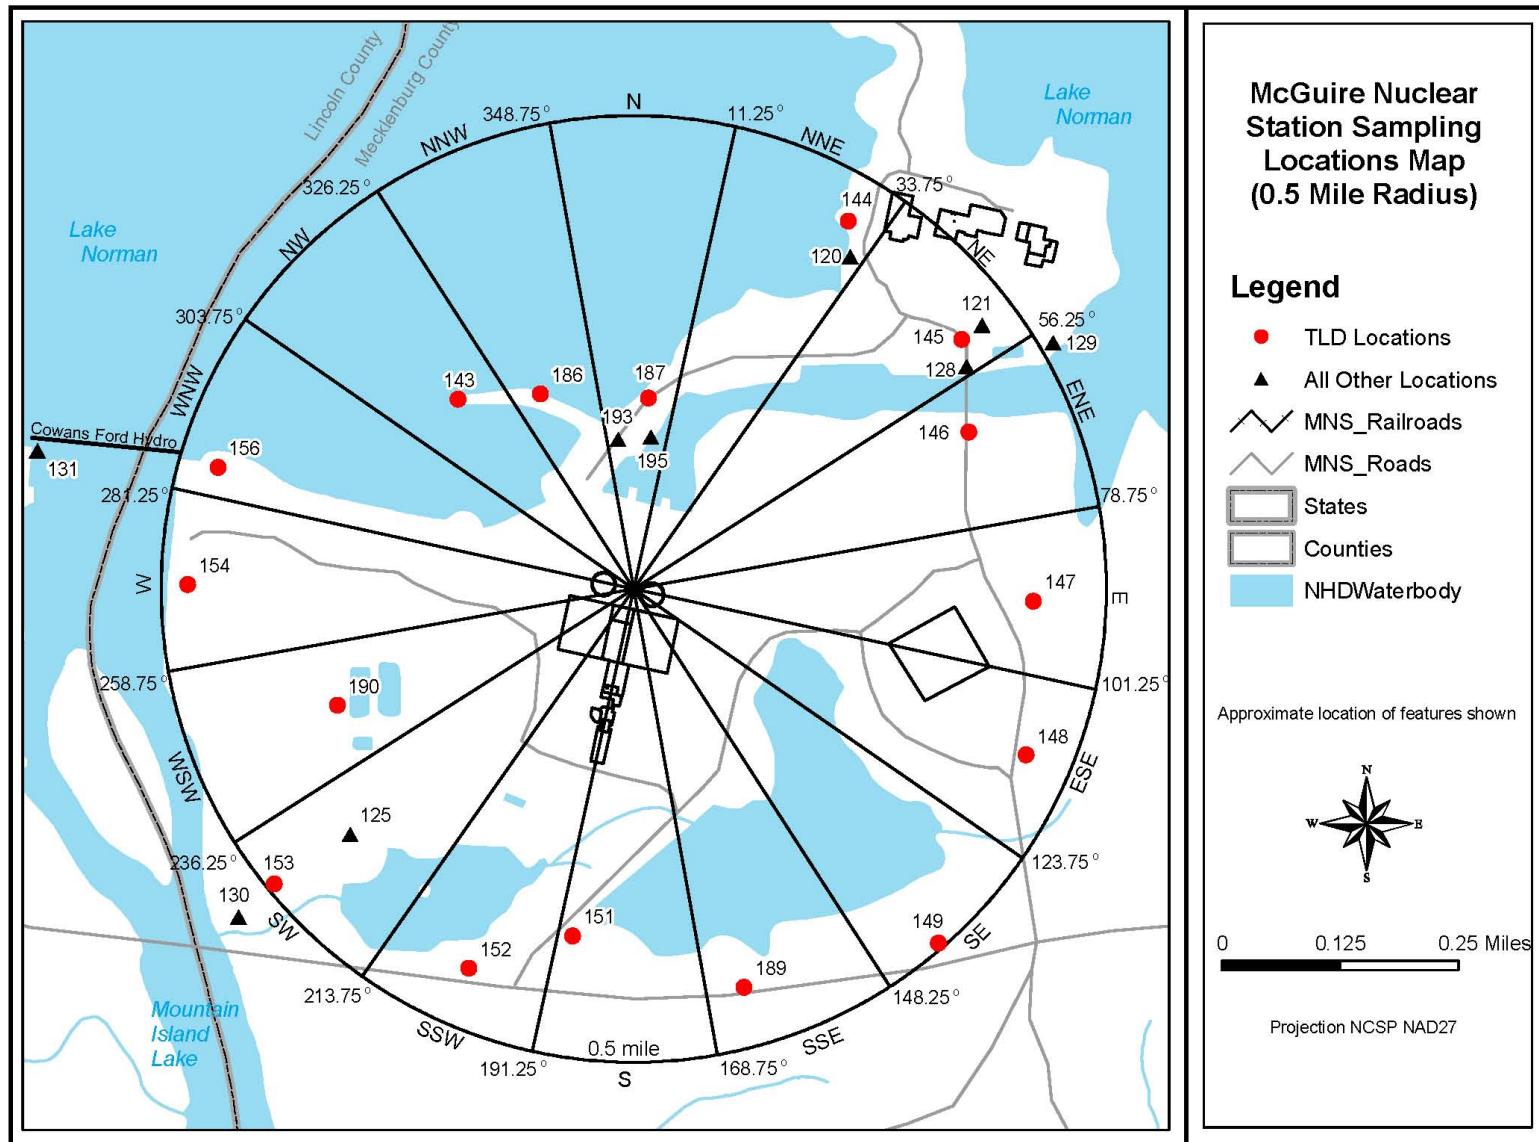 McGuire Nuclear
Station Sampling
Locations Map
(0.5 Mile Radius)
Legend
TLD Locations
All Other Locations
MNS_Railroads
MNS_Roads
States
Counties
NHDWaterbody
Approximate location of features shown
N
W
E
S
0
0.125
0.25 Miles
Projection NCSP NAD27
Lincoln County
Mecklenburg County
Lake
Norman
Lake
Norman
N
348.75°
11.25°
NNW
NNE
326.25°
33.75°
144
NW
120
NE
121
56.25°
303.75°
145
129
128
143
186
187
WNW
ENE
193
195
146
Cowans Ford Hydro
131
156
281.25°
78.75°
W
154
147
E
258.75°
190
101.25°
148
WSW
ESE
125
236.25°
153
123.75°
130
SW
151
149
SE
152
189
213.75°
148.25°
Mountain
Island
Lake
SSW
SSE
0.5 mile
191.25°
168.75°
S